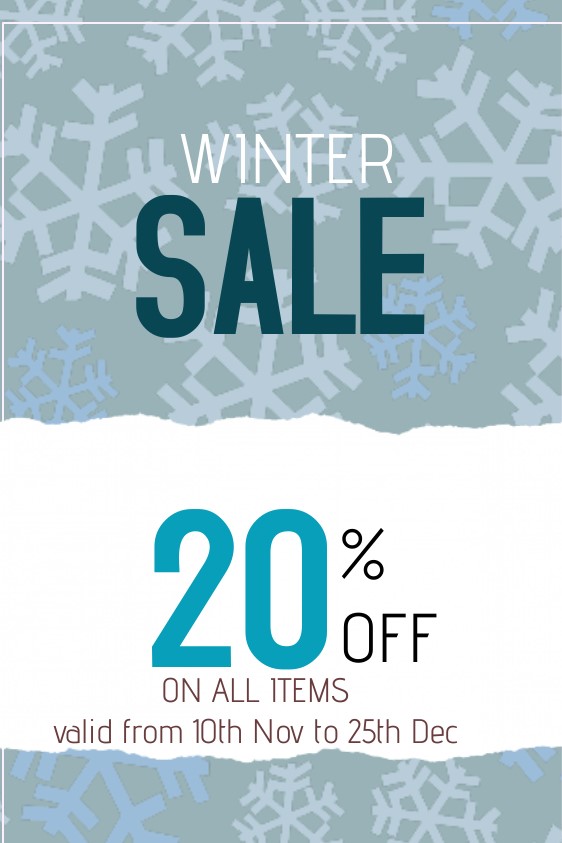 WINTER
SALE
20%
OFF
ON ALL ITEMS
valid from 10th Nov to 25th Dec